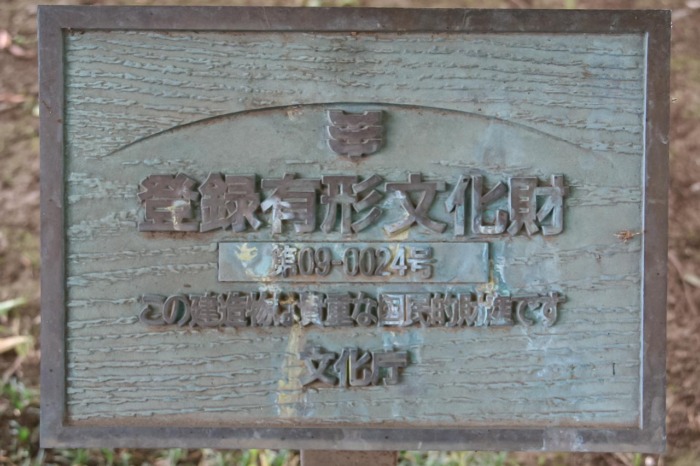 登録有形文化財
第09-0024号
この建造物は貴重な国民的財産です
文化庁